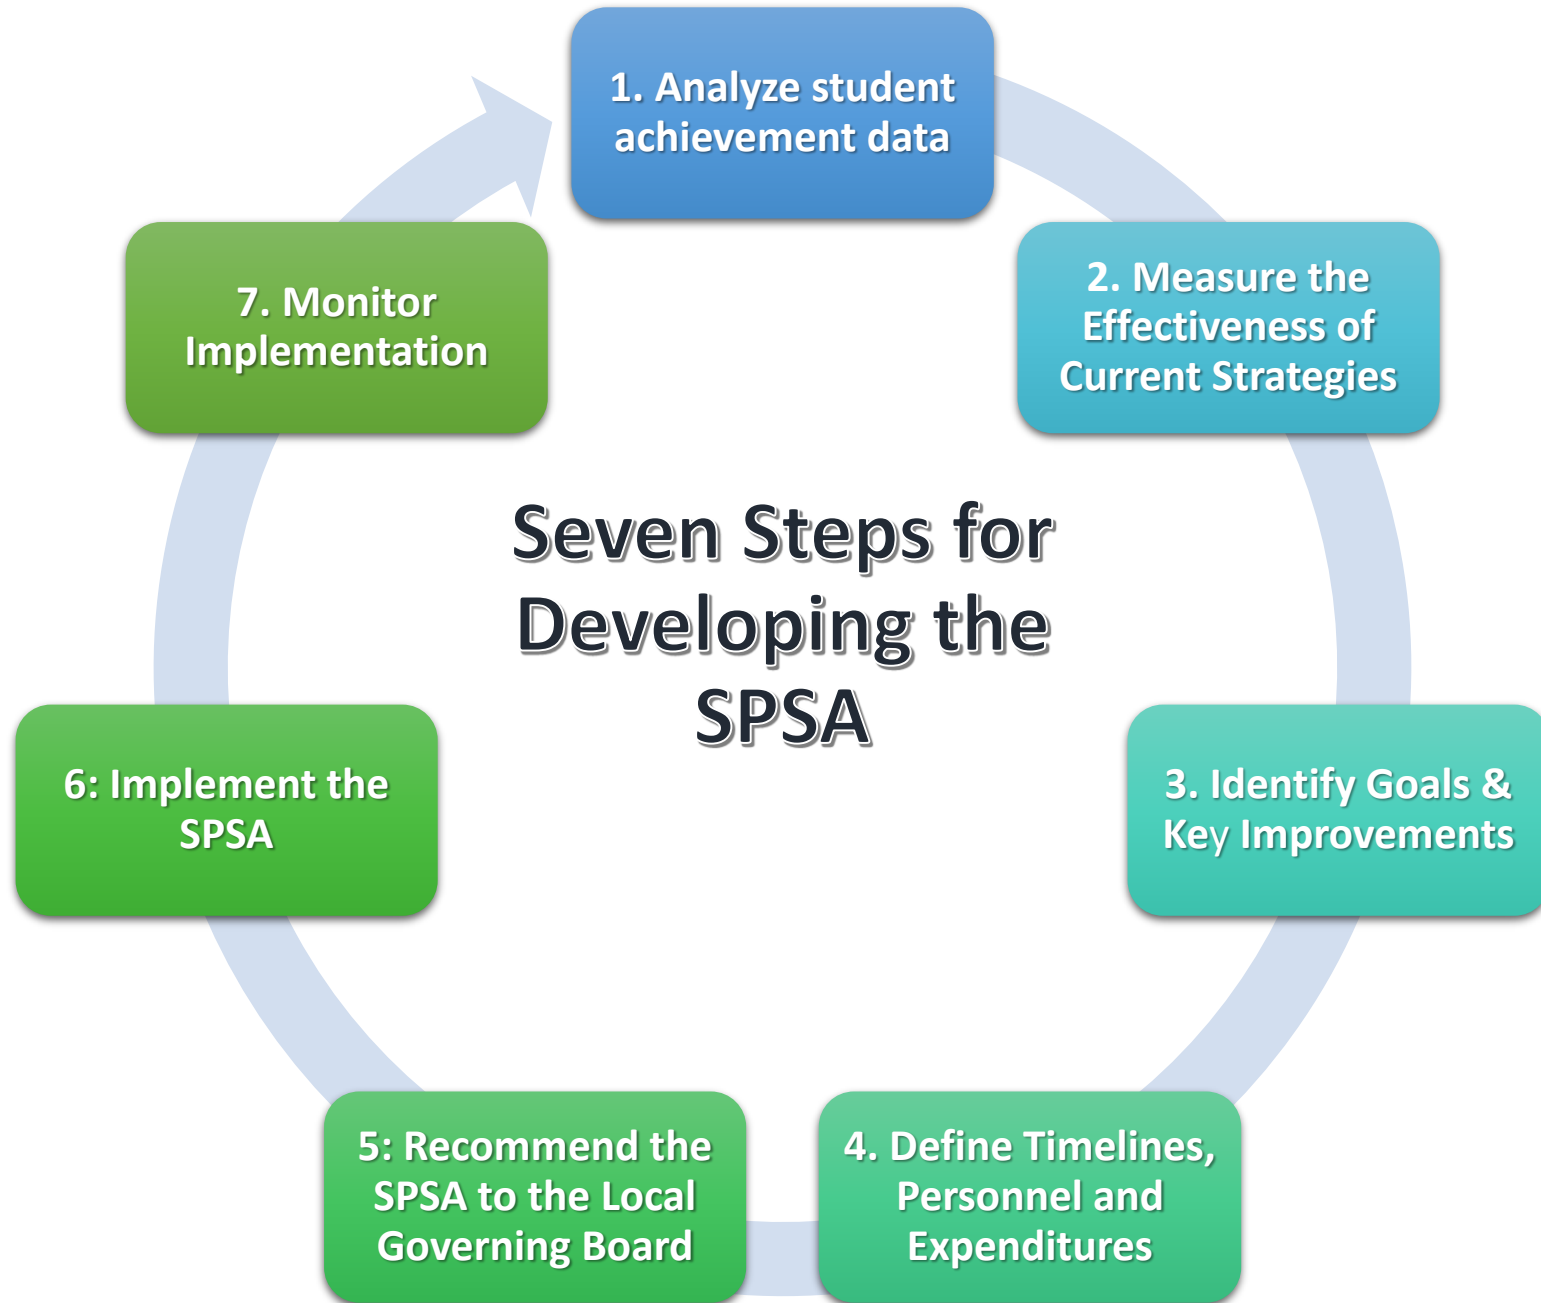 1. Analyze student
achievement data
2. Measure the
Effectiveness of
Current Strategies
3. Identify Goals &
Key Improvements
4. Define Timelines,
Personnel and
Expenditures
5: Recommend the
SPSA to the Local
Governing Board
6: Implement the
SPSA
7. Monitor
Implementation
Seven Steps for
Developing the
SPSA